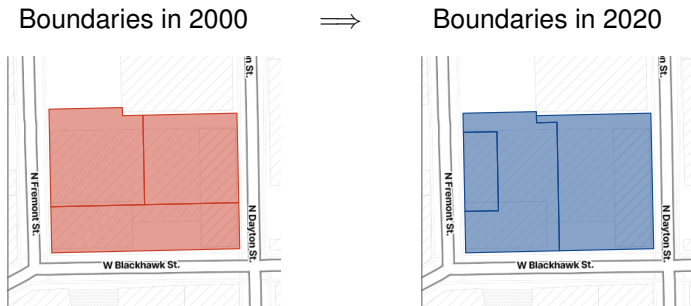 Boundaries in 2000 ⟹ Boundaries in 2020
n St.
n St.
N Fremont St.
N Dayton St.
W Blackhawk St.
N Fremont St.
N Dayton St.
W Blackhawk St.